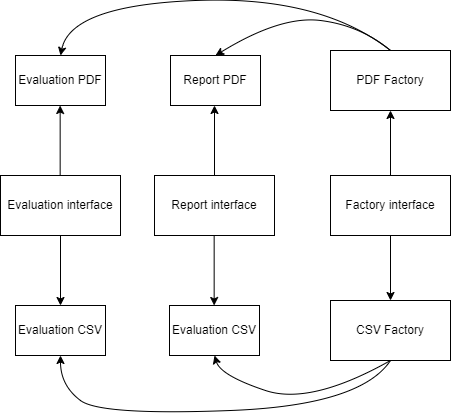 Evaluation PDF
Report PDF
PDF Factory
Evaluation interface
Report interface
Factory interface
Evaluation CSV
Evaluation CSV
CSV Factory